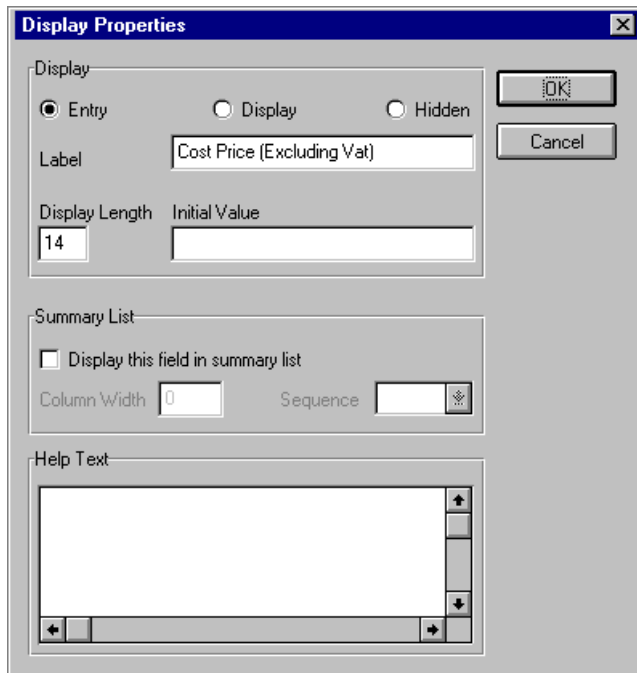 Display Properties
Display
OK
Entry Display Hidden
Cancel
Label Cost Price (Excluding Vat)
Display Length Initial Value
14
Summary List
Display this field in summary list
Column Width 0 Sequence
Help Text